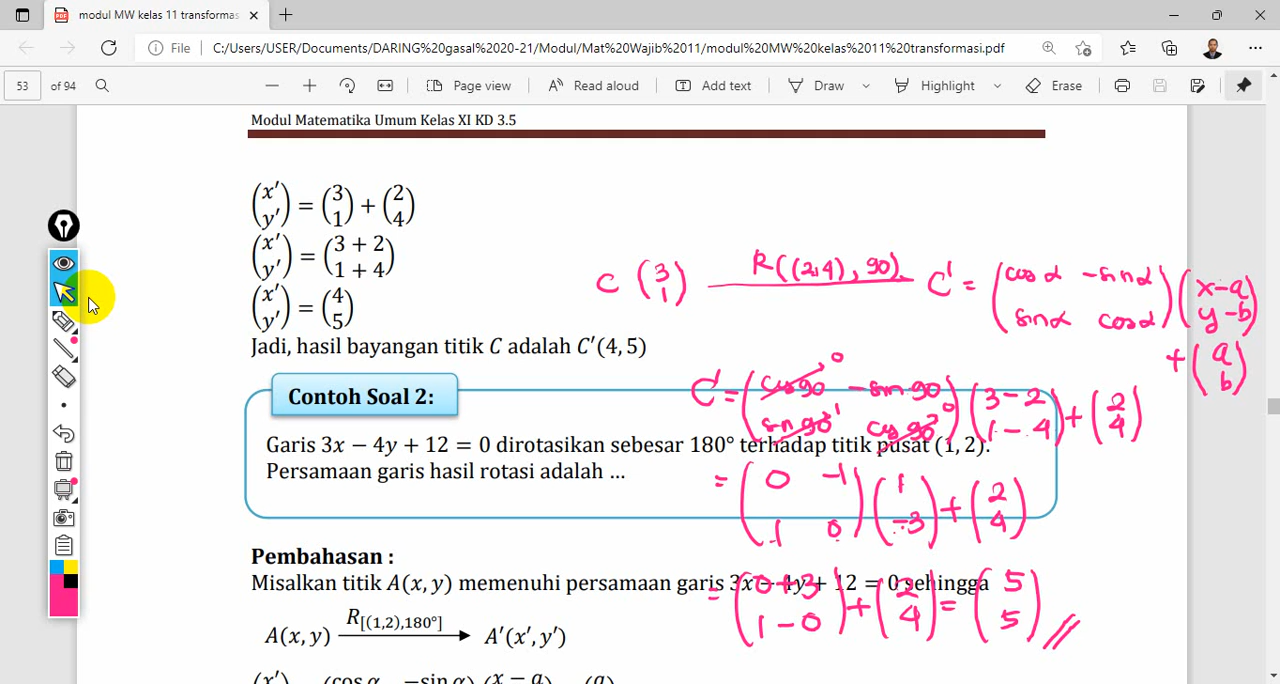 modul MW kelas 11 transformas
File C:/Users/USER/Documents/DARING%20gasal%202020-21/Modul/Mat%20Wajib%2011/modul%20MW%20kelas%2011%20transformasi.pdf
53 of 94 Page view Read aloud Add text Draw Highlight Erase
Modul Matematika Umum Kelas XI KD 3.5
(x′ y′) = (3 1) + (2 4)
(x′ y′) = (3 + 2 1 + 4)
(x′ y′) = (4 5)
Jadi, hasil bayangan titik C adalah C′(4, 5)
C (3 1) R((2,4), 90). C' = (cos α -sin α sin α cos α)(x-a y-b)
+ (a b)
Contoh Soal 2:
C' = (cos 90 0 -sin 90 sin 90 1 cos 90 0)(3-2 1-4) + (2 4)
Garis 3x − 4y + 12 = 0 dirotasikan sebesar 180° terhadap titik pusat (1, 2).
Persamaan garis hasil rotasi adalah ...
= (0 -1 1 0)(1 -3) + (2 4)
Pembahasan :
Misalkan titik A(x, y) memenuhi persamaan garis 3x − 4y + 12 = 0 sehingga
= (0+3 1-0) + (2 4) = (5 5) //
A(x, y) R[(1,2),180°] A′(x′, y′)
(x′ (cos α −sin α (x − a (a